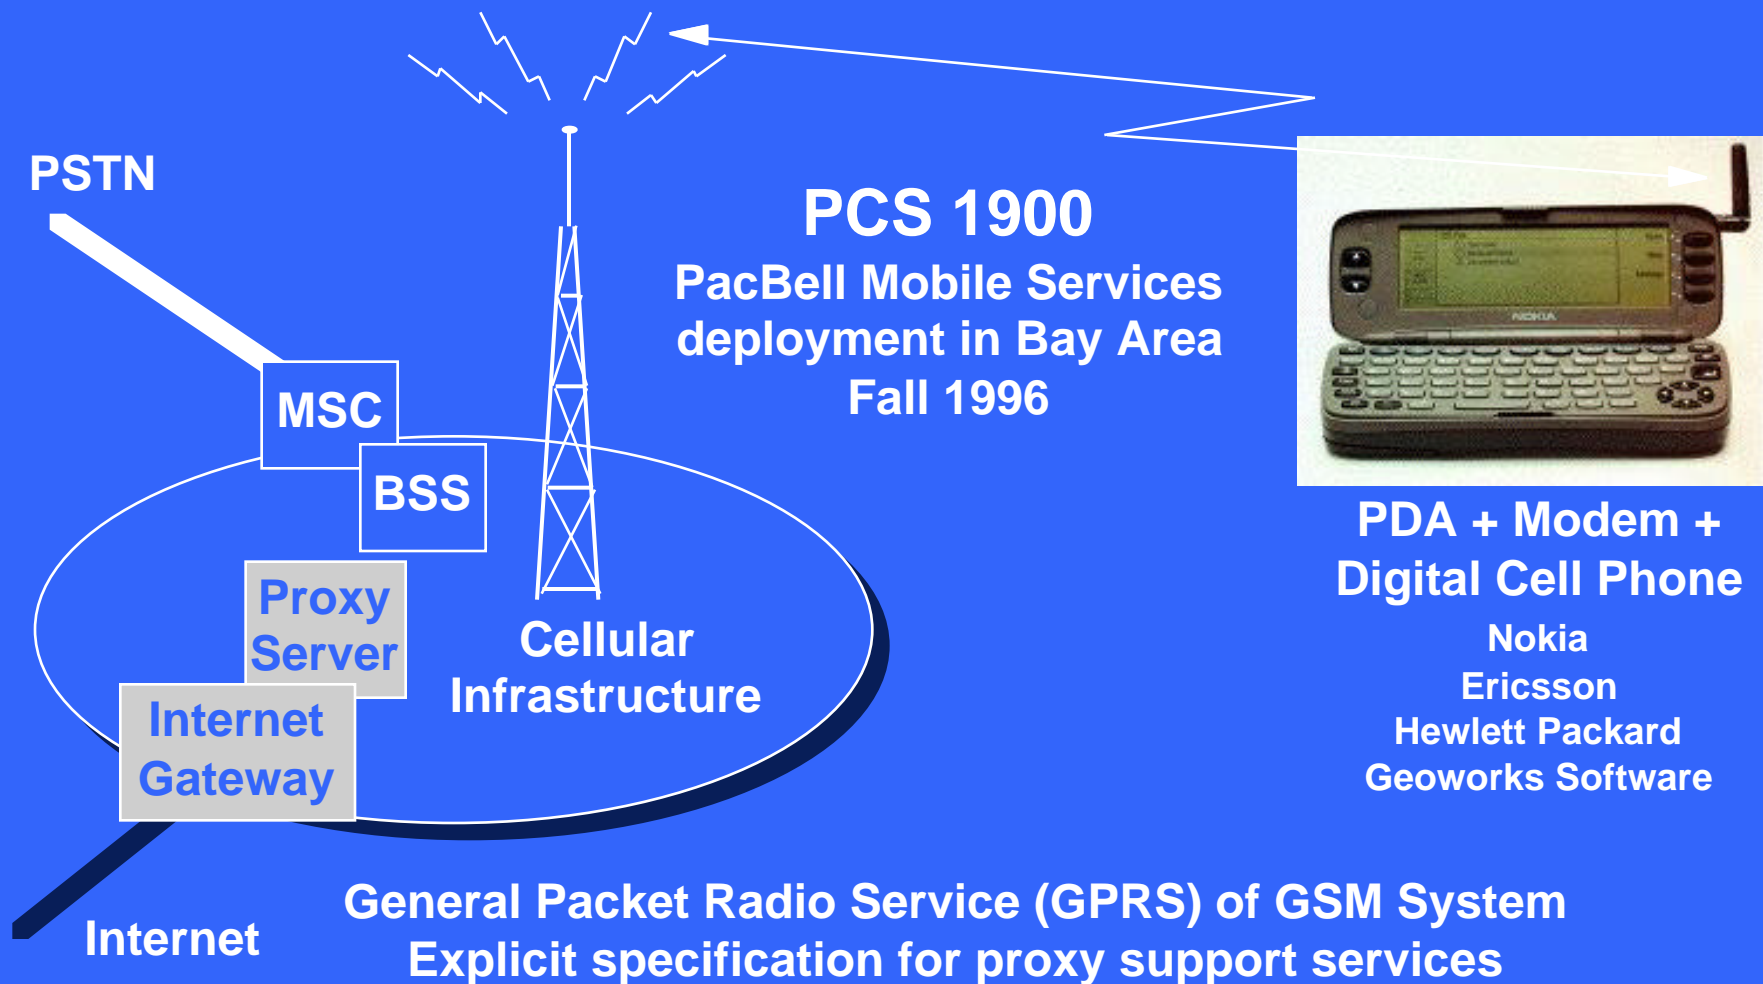 PSTN
PCS 1900
PacBell Mobile Services
deployment in Bay Area
Fall 1996
MSC
BSS
Proxy
Server
Internet
Gateway
Cellular
Infrastructure
NOKIA
PDA + Modem +
Digital Cell Phone
Nokia
Ericsson
Hewlett Packard
Geoworks Software
Internet
General Packet Radio Service (GPRS) of GSM System
Explicit specification for proxy support services